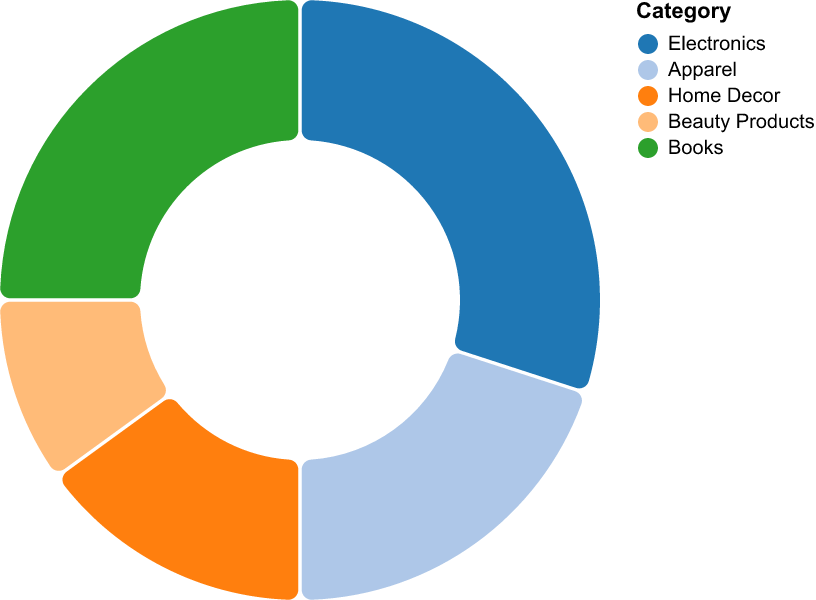 Category
Electronics
Apparel
Home Decor
Beauty Products
Books